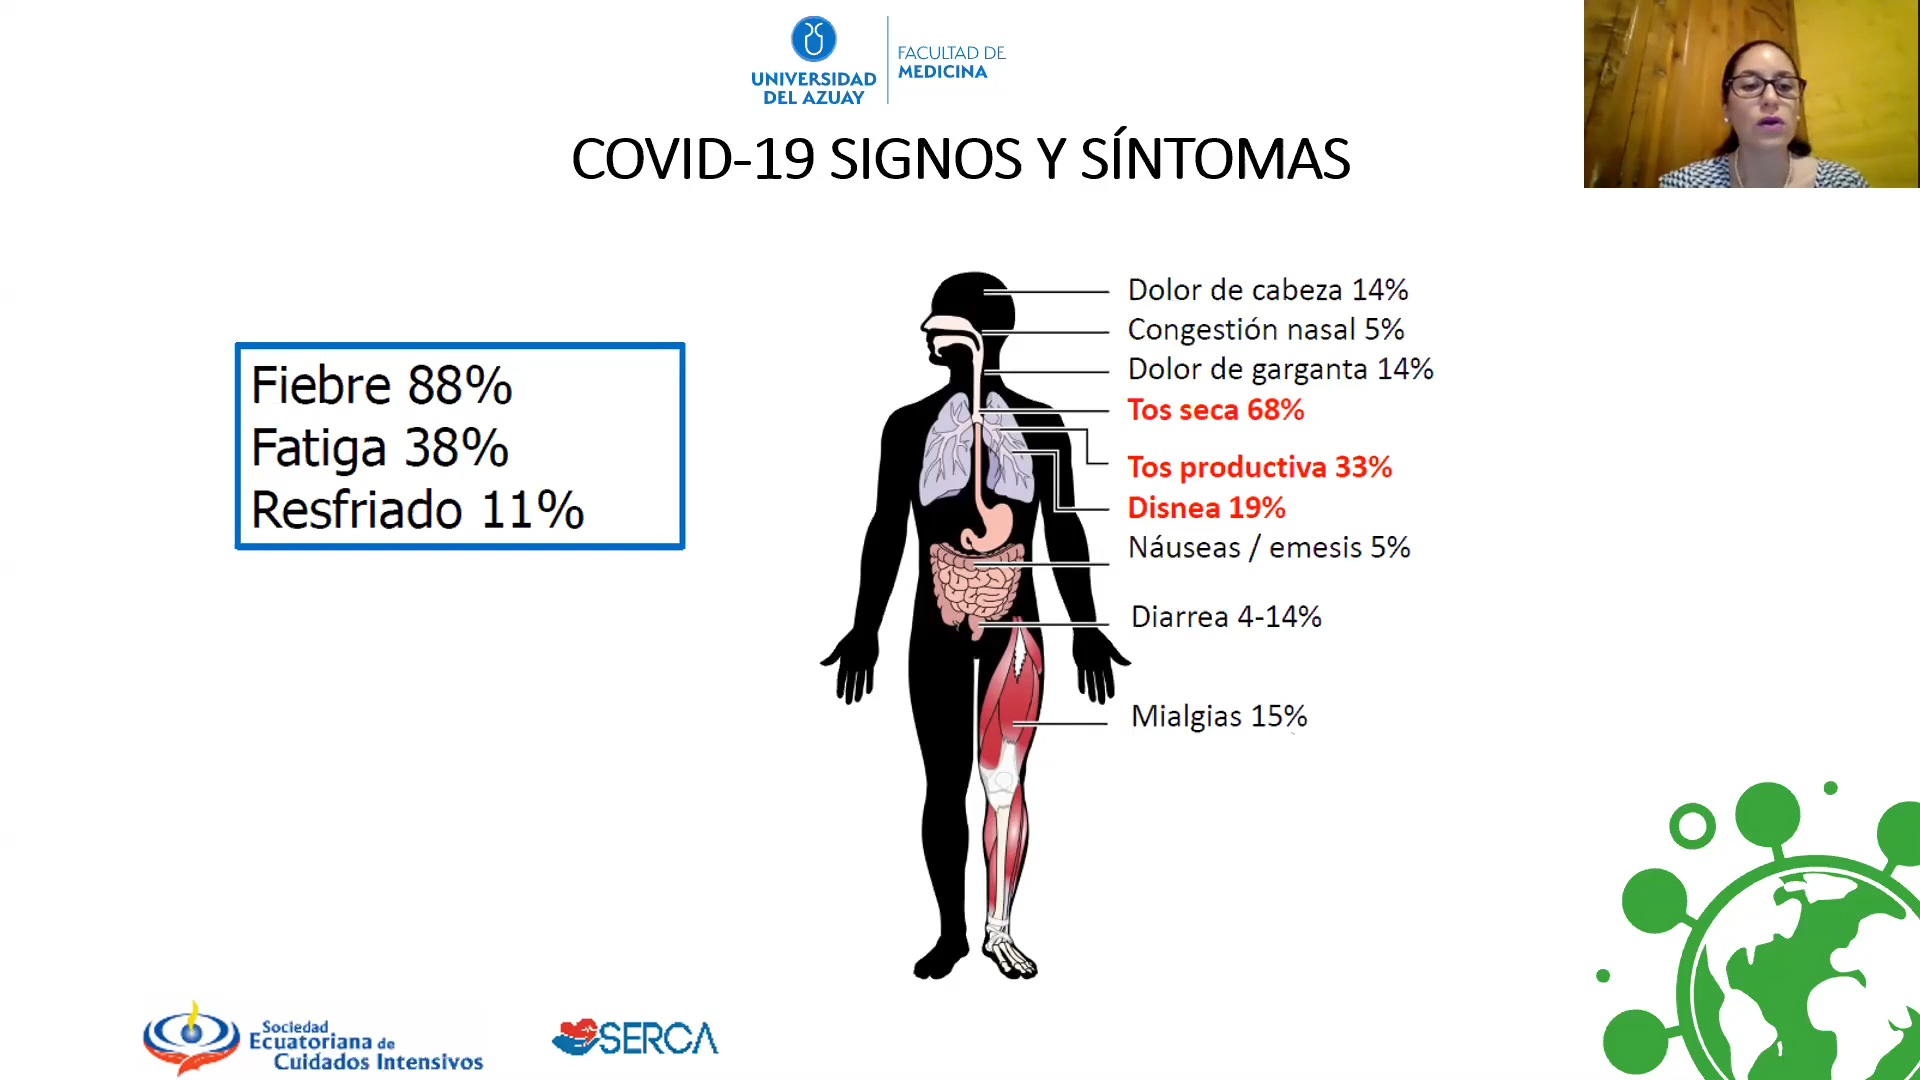 UNIVERSIDAD
DEL AZUAY
FACULTAD DE
MEDICINA
COVID-19 SIGNOS Y SÍNTOMAS
Fiebre 88%
Fatiga 38%
Resfriado 11%
Dolor de cabeza 14%
Congestión nasal 5%
Dolor de garganta 14%
Tos seca 68%
Tos productiva 33%
Disnea 19%
Náuseas / emesis 5%
Diarrea 4-14%
Mialgias 15%
Sociedad
Ecuatoriana de
Cuidados Intensivos
SERCA